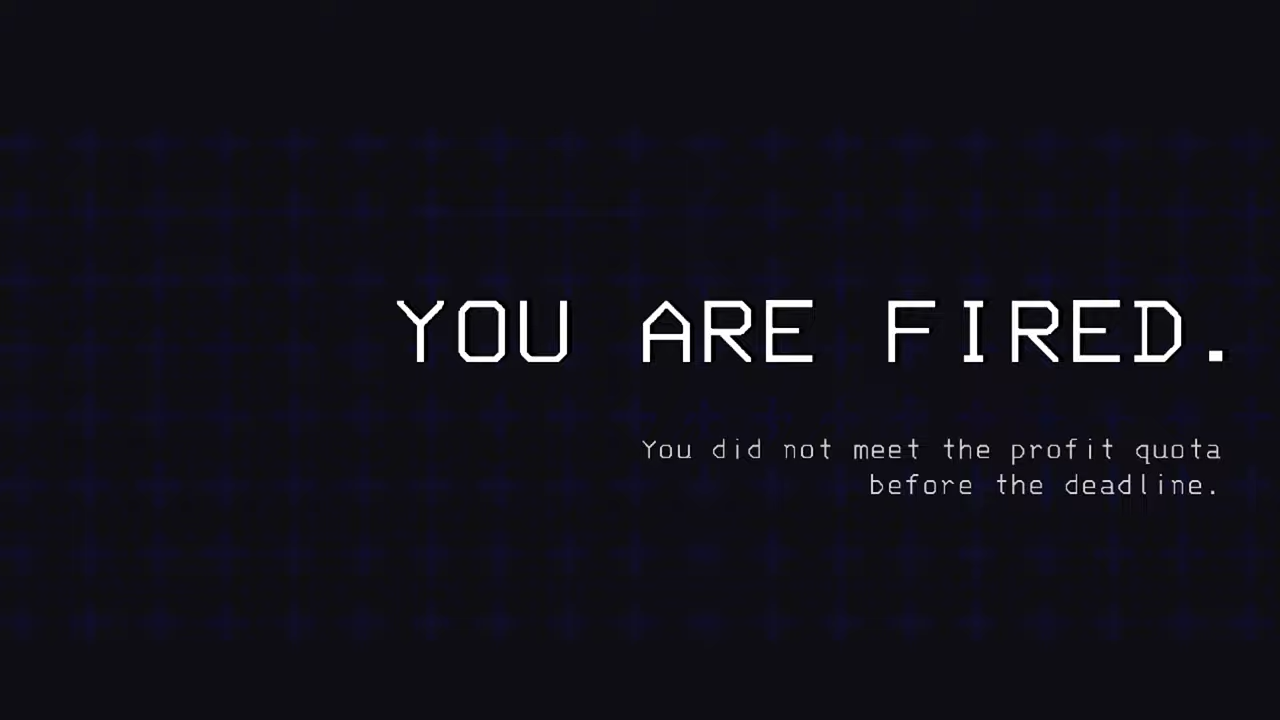 YOU ARE FIRED.
You did not meet the profit quota
before the deadline.